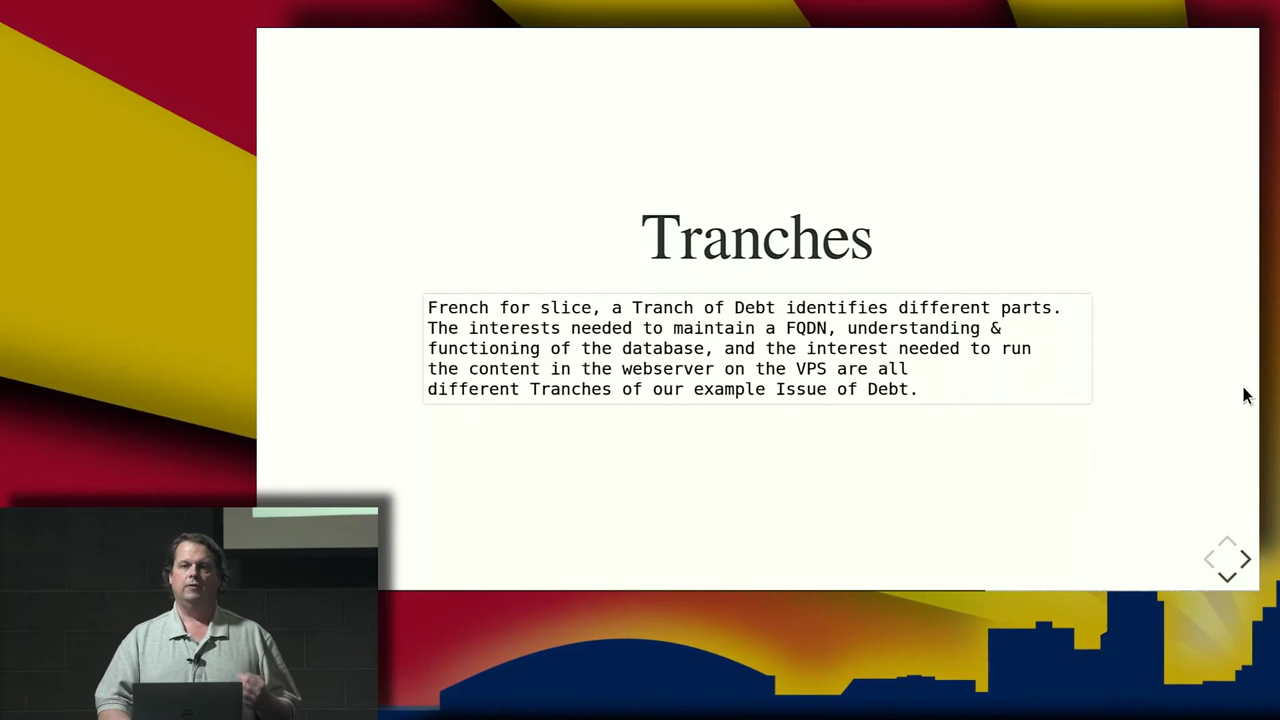 Tranches
French for slice, a Tranch of Debt identifies different parts.
The interests needed to maintain a FQDN, understanding &
functioning of the database, and the interest needed to run
the content in the webserver on the VPS are all
different Tranches of our example Issue of Debt.